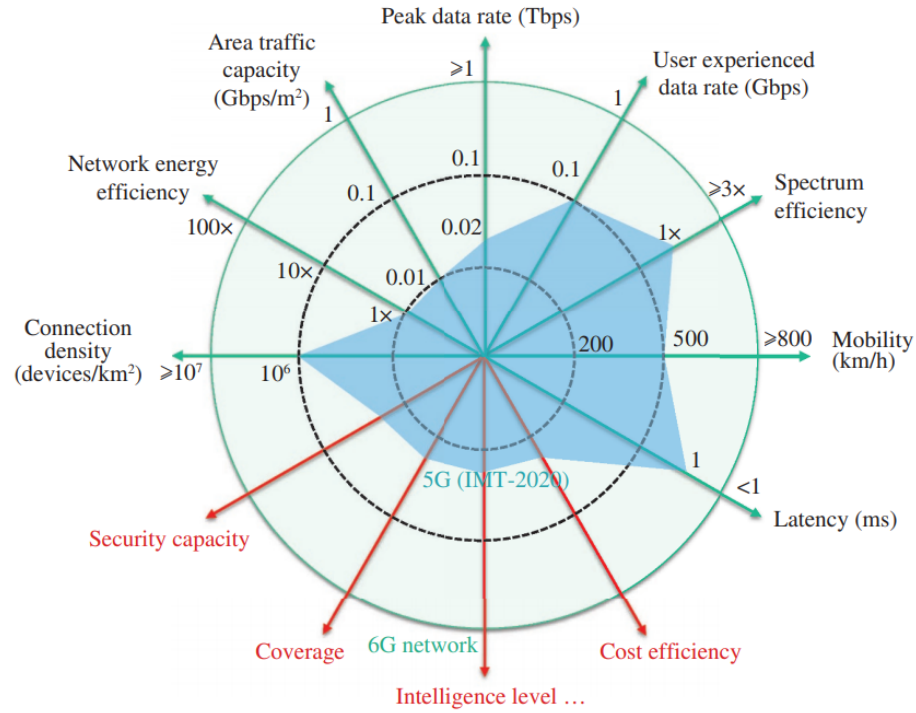 Peak data rate (Tbps)
Area traffic
capacity
(Gbps/m²)
User experienced
data rate (Gbps)
⩾1
1
1
Network energy
efficiency
0.1
0.1
0.1
⩾3×
Spectrum
efficiency
100×
0.02
1×
10×
0.01
1×
Connection
density
(devices/km²)
200
500
⩾800
Mobility
(km/h)
⩾10⁷
10⁶
1
5G (IMT-2020)
<1
Latency (ms)
Security capacity
Coverage
6G network
Cost efficiency
Intelligence level …